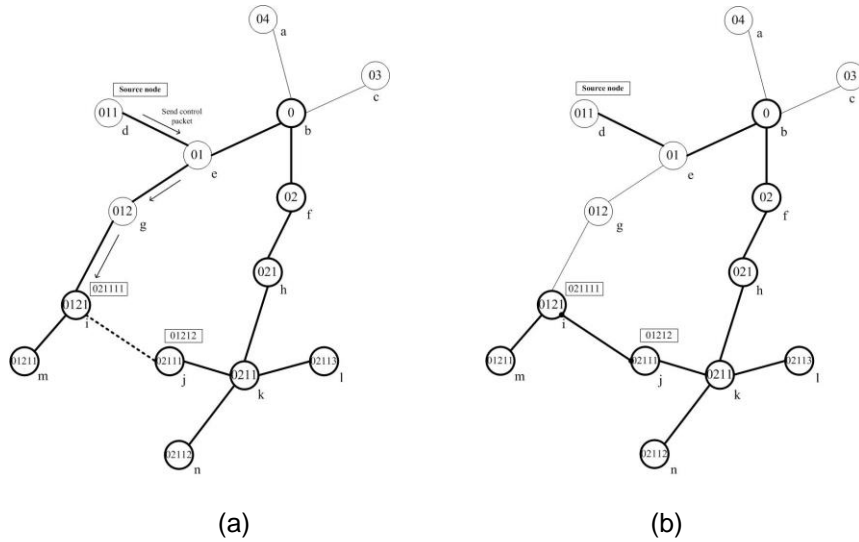 04
a
03
c
Source node
011
d
Send control
packet
0
b
01
e
012
g
02
f
021
h
021111
0121
i
01212
01211
m
02111
j
0211
k
02113
l
02112
n
(a)
04
a
03
c
Source node
011
d
0
b
01
e
012
g
02
f
021
h
021111
0121
i
01212
01211
m
02111
j
0211
k
02113
l
02112
n
(b)